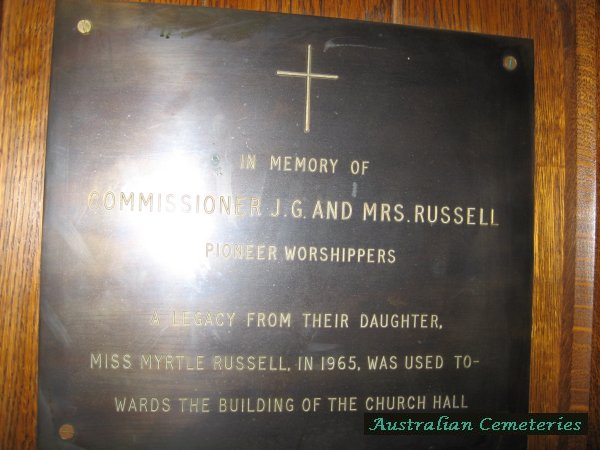 IN MEMORY OF
COMMISSIONER J.G. AND MRS. RUSSELL
PIONEER WORSHIPPERS
A LEGACY FROM THEIR DAUGHTER,
MISS MYRTLE RUSSELL, IN 1965, WAS USED TO-
WARDS THE BUILDING OF THE CHURCH HALL
Australian Cemeteries